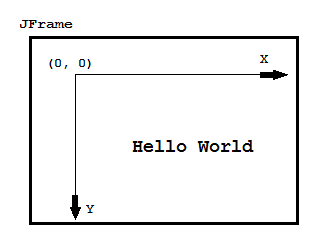 JFrame
(0, 0)
X
Hello World
Y